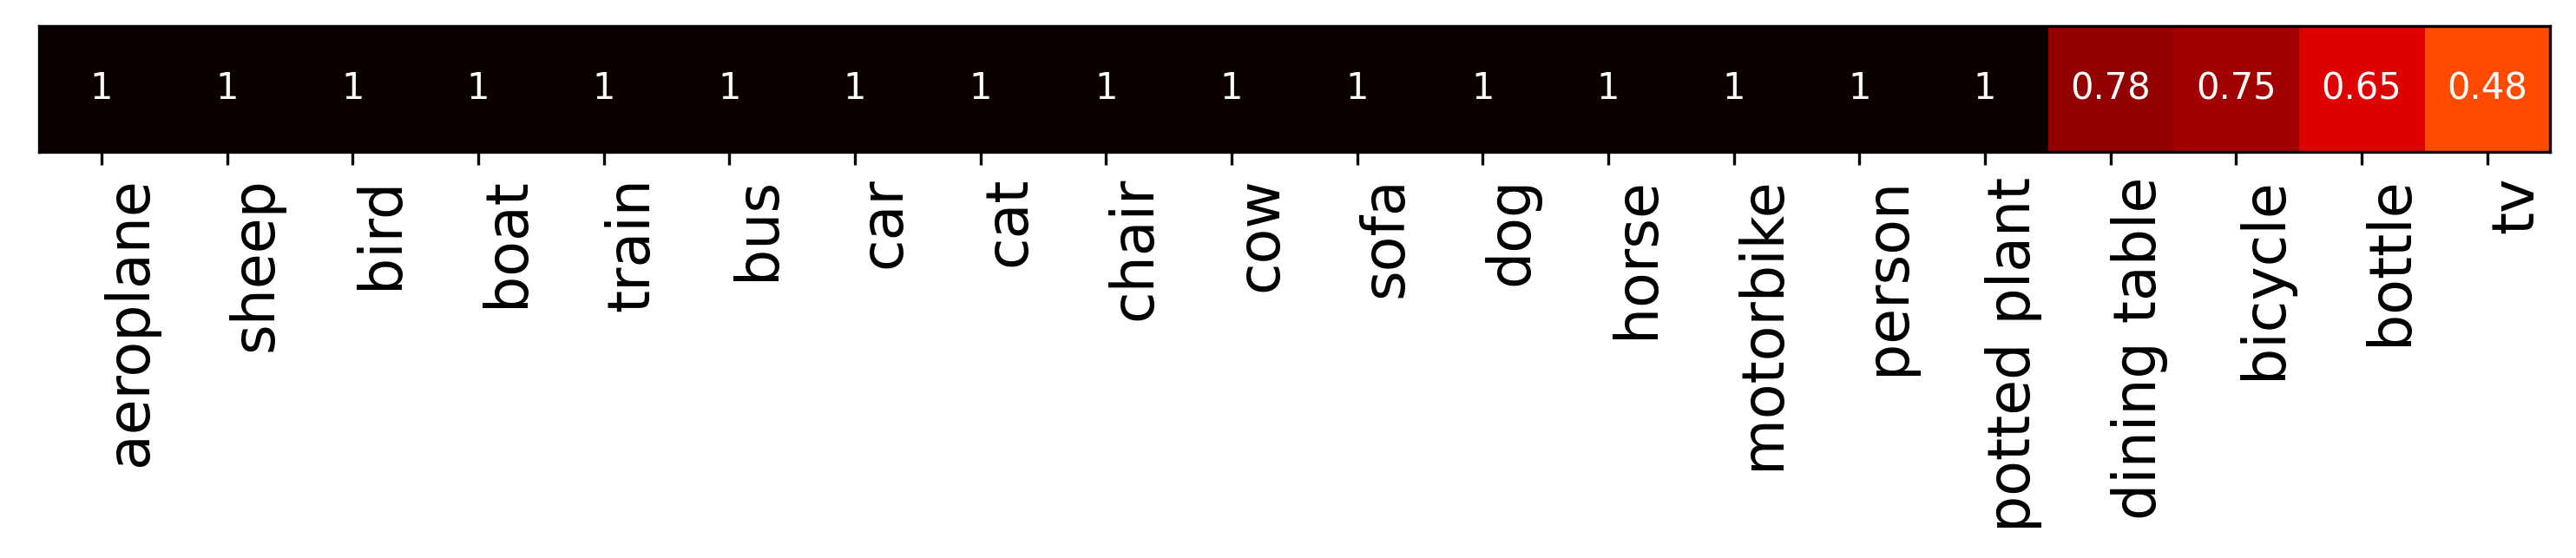 1 1 1 1 1 1 1 1 1 1 1 1 1 1 1 1 0.78 0.75 0.65 0.48
aeroplane
sheep
bird
boat
train
bus
car
cat
chair
cow
sofa
dog
horse
motorbike
person
potted plant
dining table
bicycle
bottle
tv